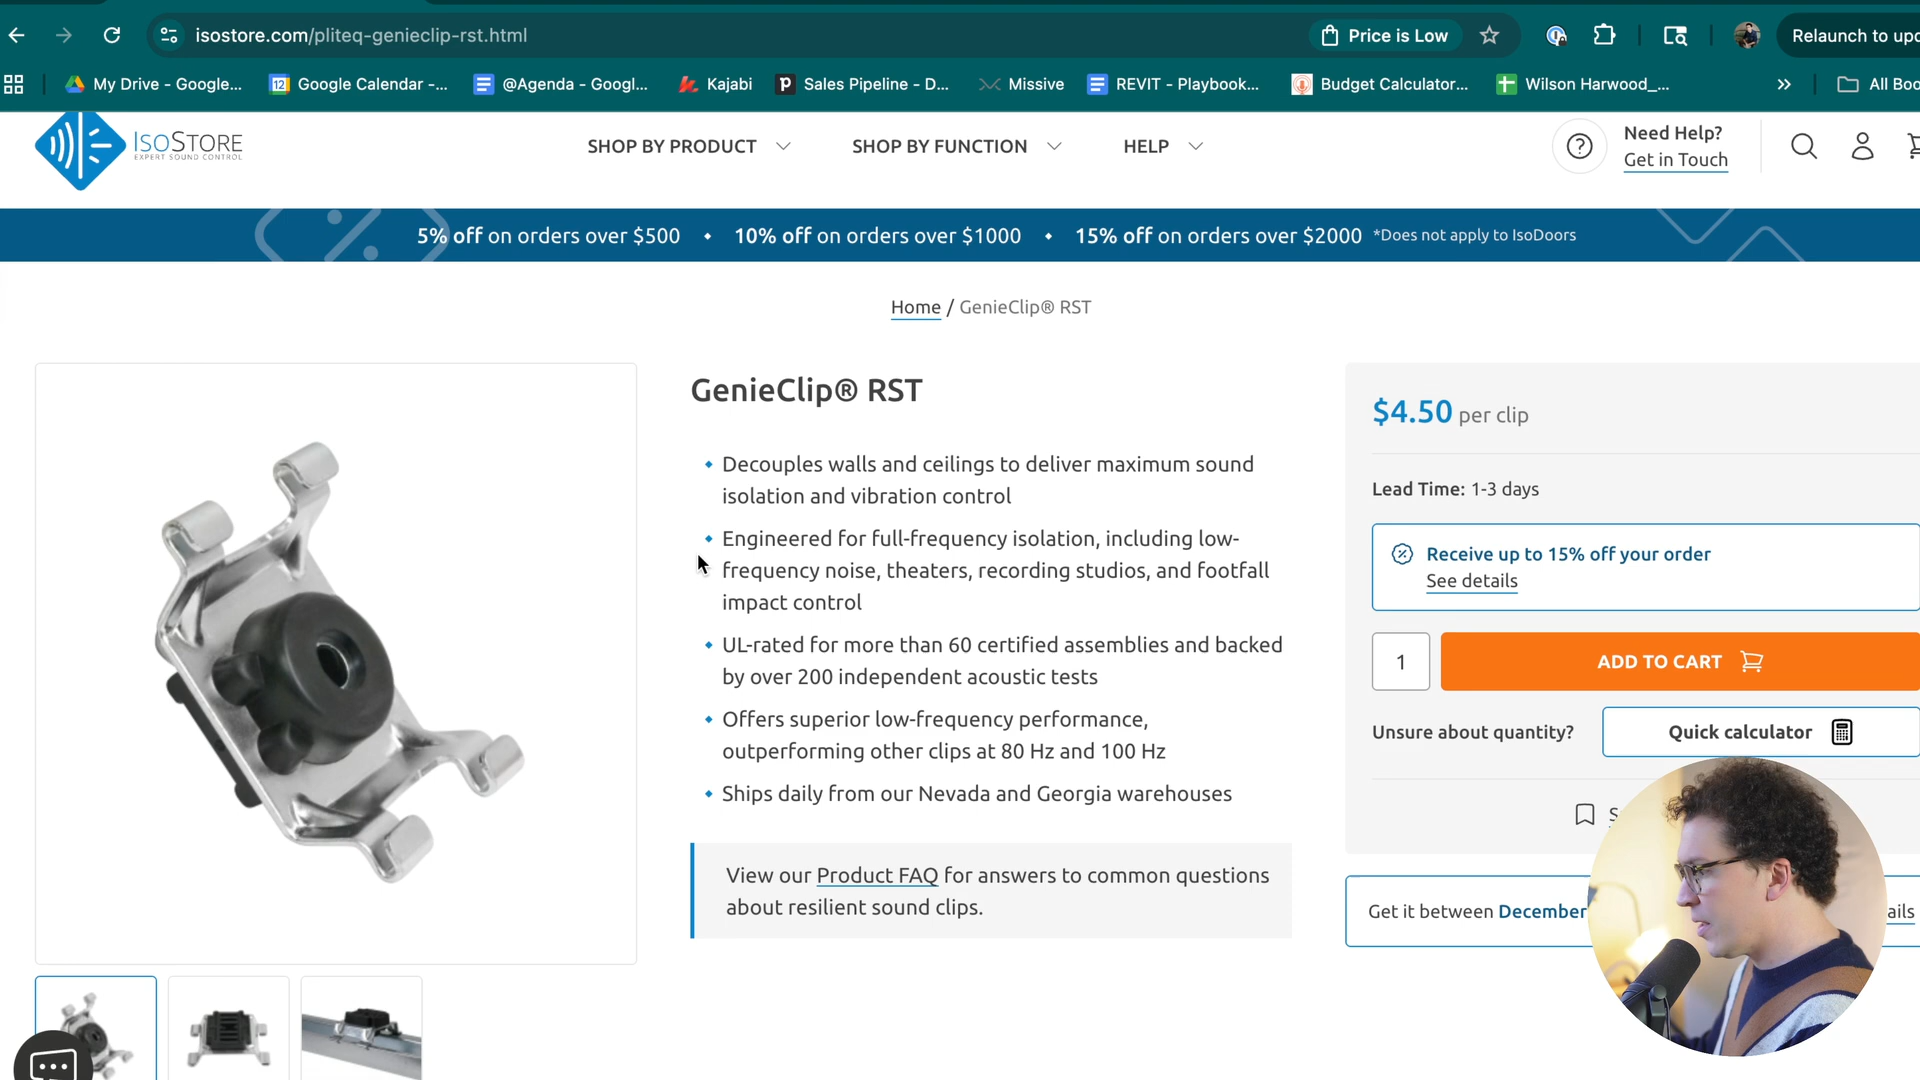 isostore.com/pliteq-genieclip-rst.html
Price is Low
Relaunch to upd
My Drive - Google...
12
Google Calendar -...
@Agenda - Googl...
Kajabi
Sales Pipeline - D...
Missive
REVIT - Playbook...
Budget Calculator...
Wilson Harwood_...
All Boo
ISOSTORE
EXPERT SOUND CONTROL
SHOP BY PRODUCT
SHOP BY FUNCTION
HELP
Need Help?
Get in Touch
5% off on orders over $500 • 10% off on orders over $1000 • 15% off on orders over $2000 *Does not apply to IsoDoors
Home / GenieClip® RST
GenieClip® RST
Decouples walls and ceilings to deliver maximum sound
isolation and vibration control
Engineered for full-frequency isolation, including low-
frequency noise, theaters, recording studios, and footfall
impact control
UL-rated for more than 60 certified assemblies and backed
by over 200 independent acoustic tests
Offers superior low-frequency performance,
outperforming other clips at 80 Hz and 100 Hz
Ships daily from our Nevada and Georgia warehouses
View our Product FAQ for answers to common questions
about resilient sound clips.
$4.50 per clip
Lead Time: 1-3 days
Receive up to 15% off your order
See details
1
ADD TO CART
Unsure about quantity?
Quick calculator
Get it between December
ails